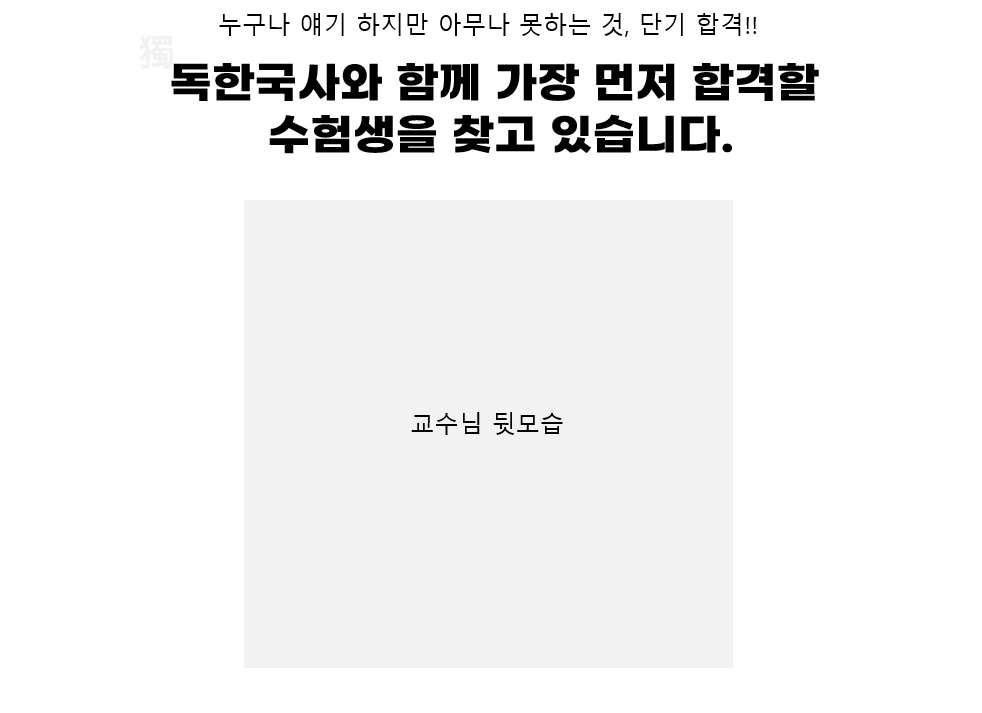 누구나 얘기 하지만 아무나 못하는 것, 단기 합격!!
獨
독한국사와 함께 가장 먼저 합격할
수험생을 찾고 있습니다.
교수님 뒷모습